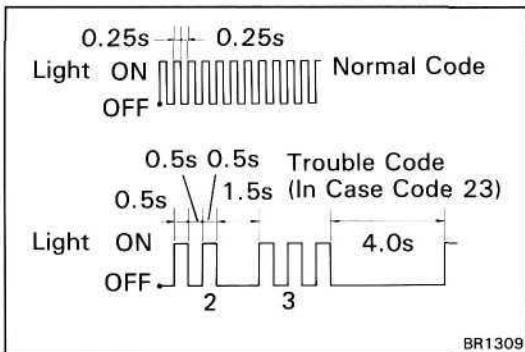 0.25s 0.25s
Light ON Normal Code
OFF
0.5s 0.5s Trouble Code
0.5s 1.5s (In Case Code 23)
Light ON 4.0s
OFF
2 3
BR1309